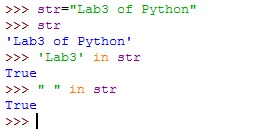 >>> str="Lab3 of Python"
>>> str
'Lab3 of Python'
>>> 'Lab3' in str
True
>>> " " in str
True
>>>